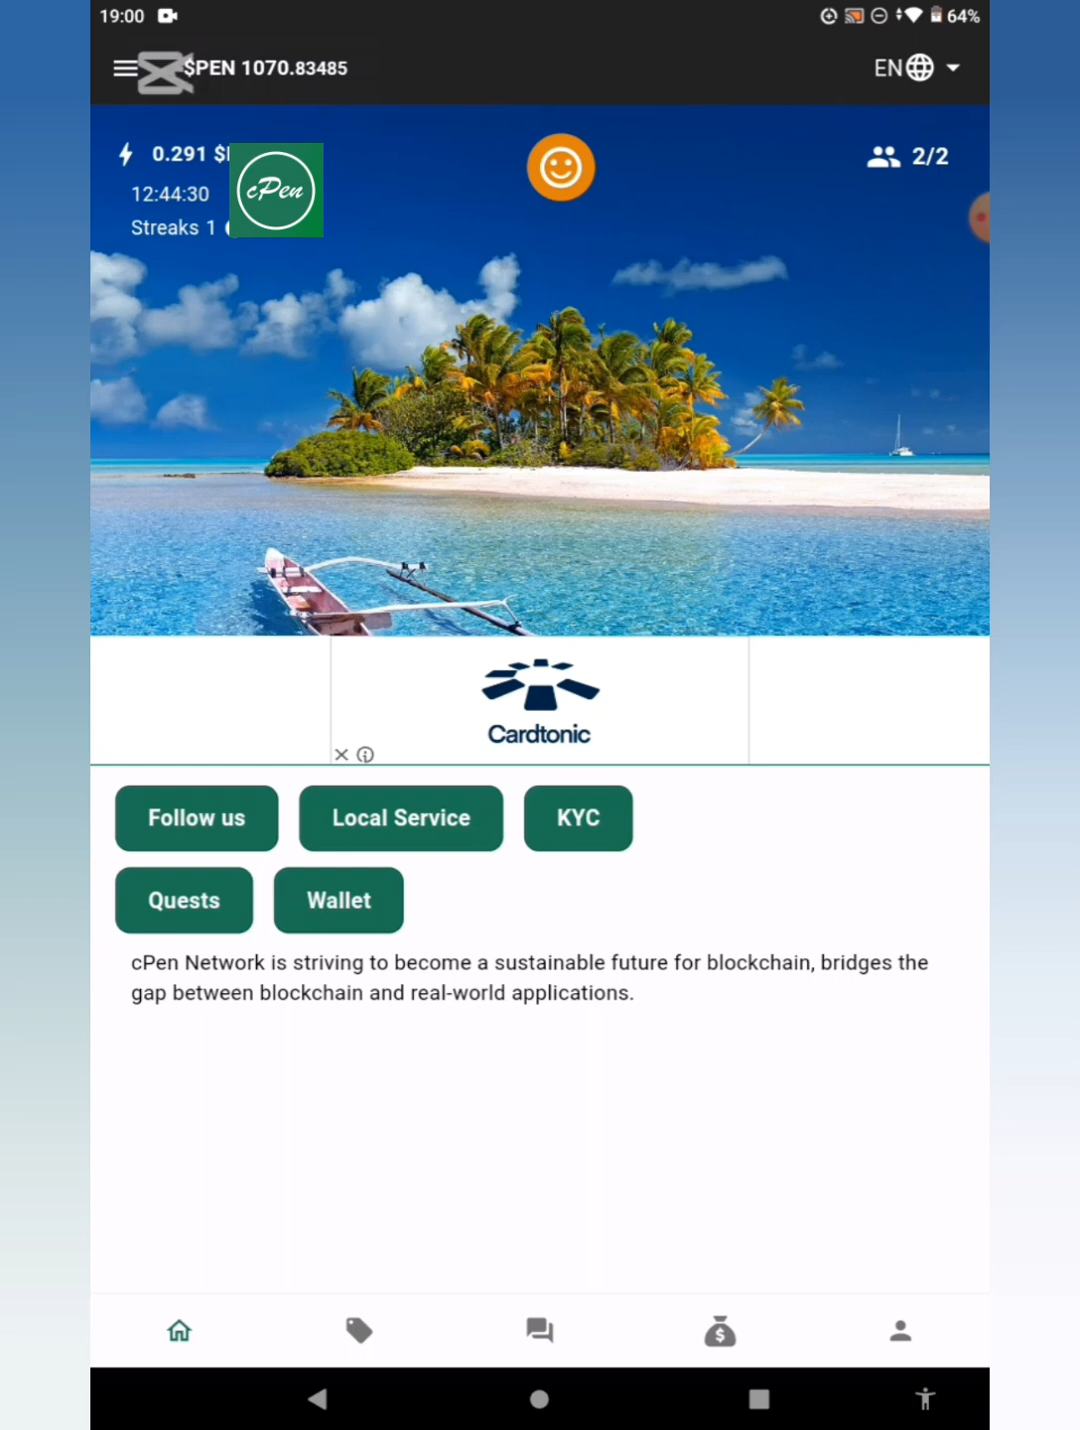 19:00
64%
$PEN 1070.83485
EN
0.291
12:44:30
Streaks 1
cPen
2/2
Cardtonic
Follow us
Local Service
KYC
Quests
Wallet
cPen Network is striving to become a sustainable future for blockchain, bridges the
gap between blockchain and real-world applications.